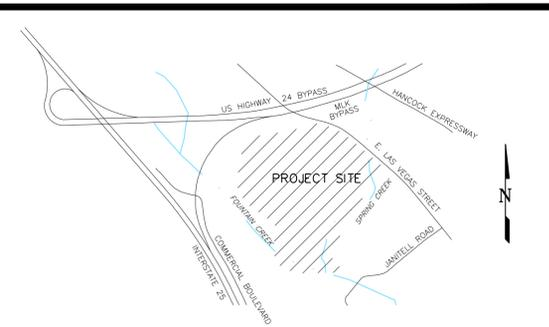 US HIGHWAY 24 BYPASS
MLK
BYPASS
HANCOCK EXPRESSWAY
E. LAS VEGAS STREET
PROJECT SITE
SPRING CREEK
FOUNTAIN CREEK
JANITELL ROAD
COMMERCIAL BOULEVARD
INTERSTATE 25
N